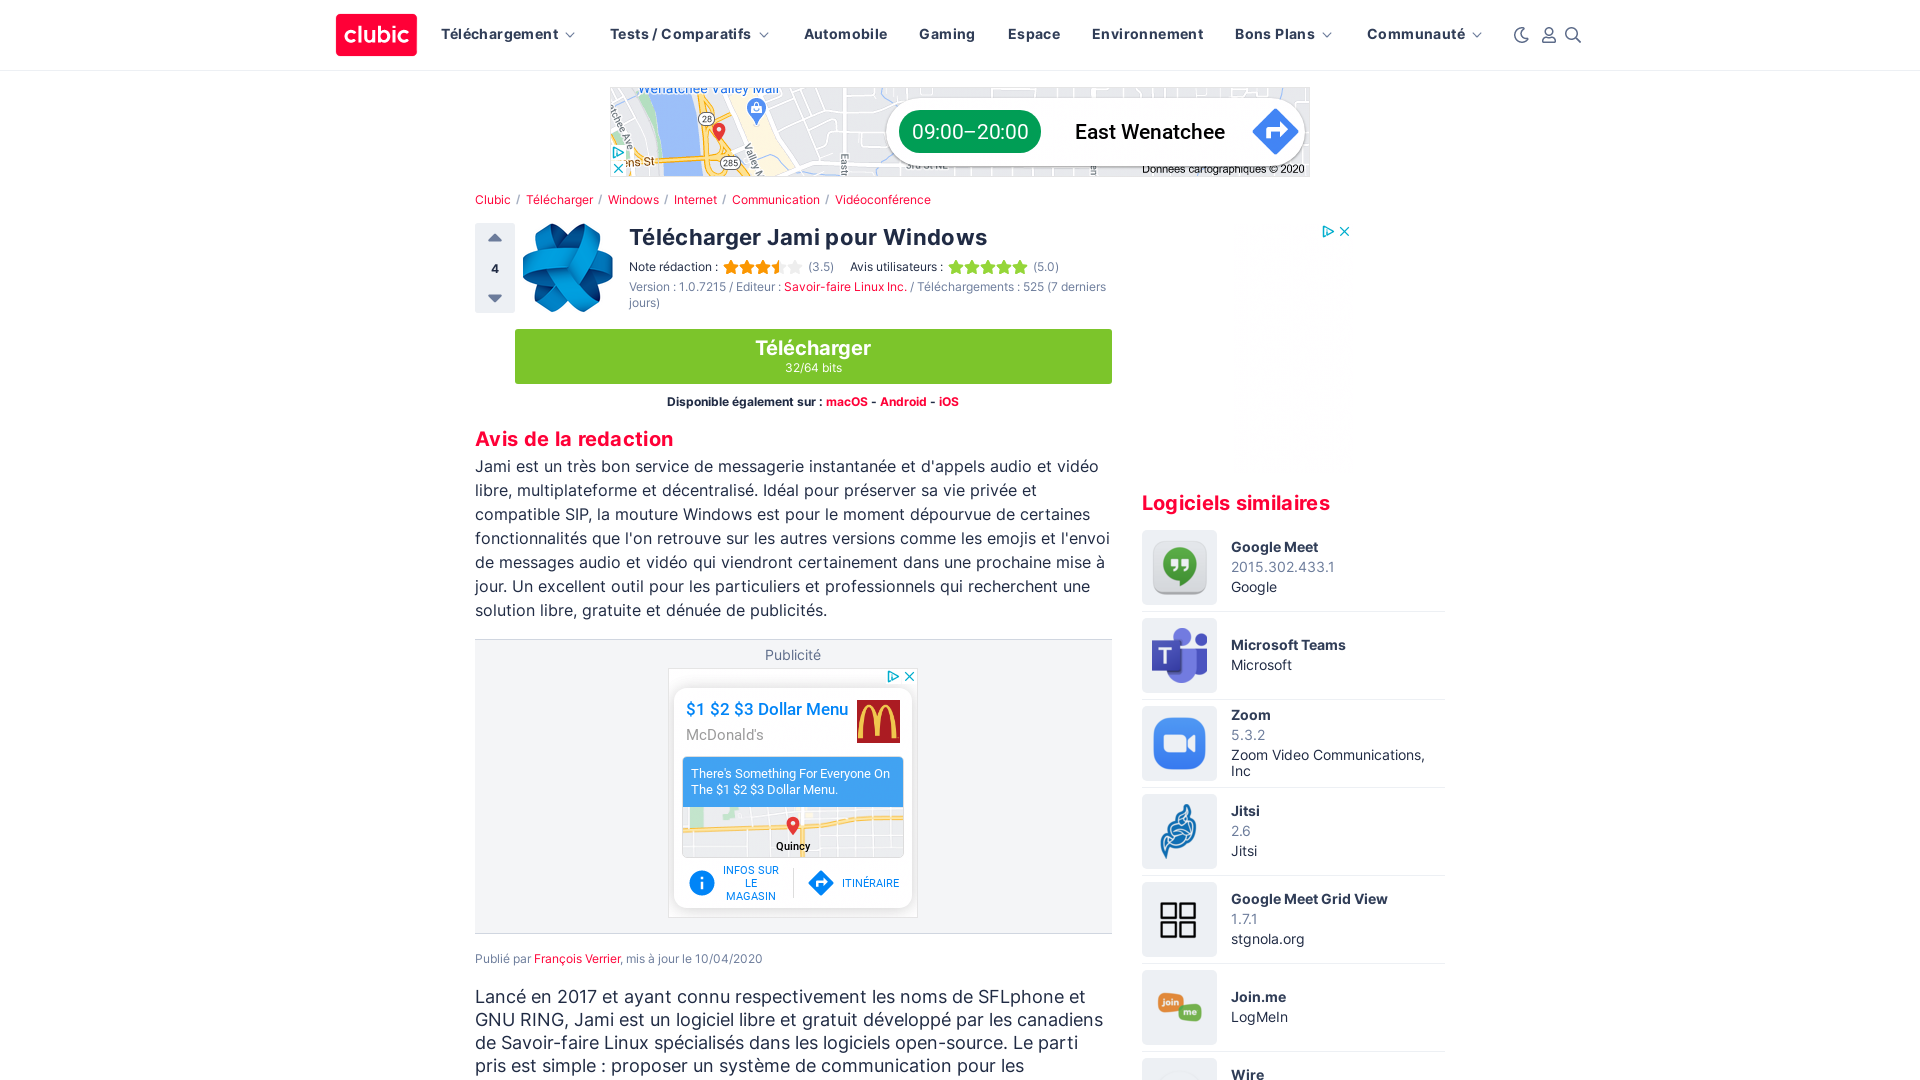 clubic
Téléchargement
Tests / Comparatifs
Automobile
Gaming
Espace
Environnement
Bons Plans
Communauté
Wenatchee Valley Mall
28
285
09:00–20:00
East Wenatchee
Données cartographiques © 2020
Clubic / Télécharger / Windows / Internet / Communication / Vidéoconférence
4
Télécharger Jami pour Windows
Note rédaction : (3.5) Avis utilisateurs : (5.0)
Version : 1.0.7215 / Editeur : Savoir-faire Linux Inc. / Téléchargements : 525 (7 derniers
jours)
Télécharger
32/64 bits
Disponible également sur : macOS - Android - iOS
Avis de la redaction
Jami est un très bon service de messagerie instantanée et d'appels audio et vidéo
libre, multiplateforme et décentralisé. Idéal pour préserver sa vie privée et
compatible SIP, la mouture Windows est pour le moment dépourvue de certaines
fonctionnalités que l'on retrouve sur les autres versions comme les emojis et l'envoi
de messages audio et vidéo qui viendront certainement dans une prochaine mise à
jour. Un excellent outil pour les particuliers et professionnels qui recherchent une
solution libre, gratuite et dénuée de publicités.
Publicité
$1 $2 $3 Dollar Menu
McDonald's
There's Something For Everyone On
The $1 $2 $3 Dollar Menu.
Quincy
INFOS SUR
LE
MAGASIN
ITINÉRAIRE
Publié par François Verrier, mis à jour le 10/04/2020
Lancé en 2017 et ayant connu respectivement les noms de SFLphone et
GNU RING, Jami est un logiciel libre et gratuit développé par les canadiens
de Savoir-faire Linux spécialisés dans les logiciels open-source. Le parti
pris est simple : proposer un système de communication pour les
Logiciels similaires
Google Meet
2015.302.433.1
Google
Microsoft Teams
Microsoft
Zoom
5.3.2
Zoom Video Communications,
Inc
Jitsi
2.6
Jitsi
Google Meet Grid View
1.7.1
stgnola.org
join
me
Join.me
LogMeIn
Wire